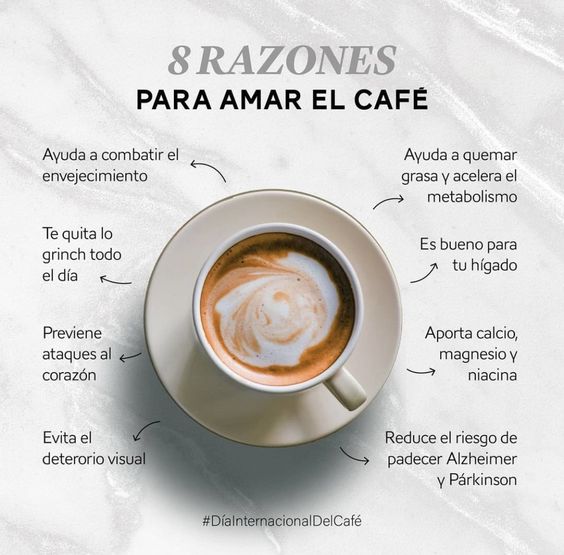 8 RAZONES
PARA AMAR EL CAFÉ
Ayuda a combatir el
envejecimiento
Te quita lo
grinch todo
el día
Previene
ataques al
corazón
Evita el
deterorio visual
Ayuda a quemar
grasa y acelera el
metabolismo
Es bueno para
tu hígado
Aporta calcio,
magnesio y
niacina
Reduce el riesgo de
padecer Alzheimer
y Párkinson
#DíaInternacionalDelCafé